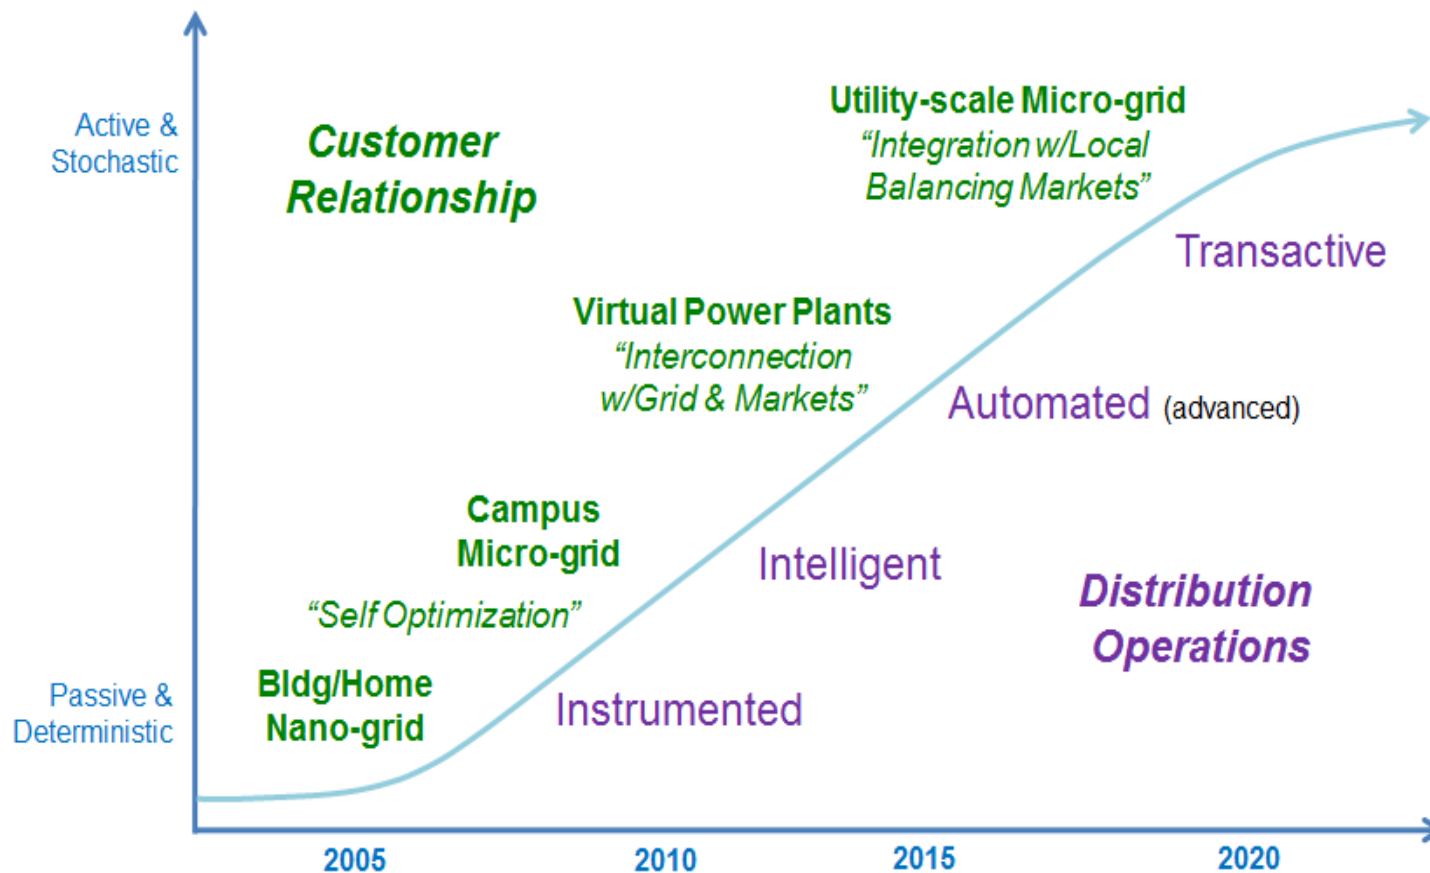 Active &
Stochastic
Customer
Relationship
Utility-scale Micro-grid
“Integration w/Local
Balancing Markets”
Transactive
Virtual Power Plants
“Interconnection
w/Grid & Markets”
Automated (advanced)
Campus
Micro-grid
Intelligent
“Self Optimization”
Distribution
Operations
Passive &
Deterministic
Bldg/Home
Nano-grid
Instrumented
2005 2010 2015 2020